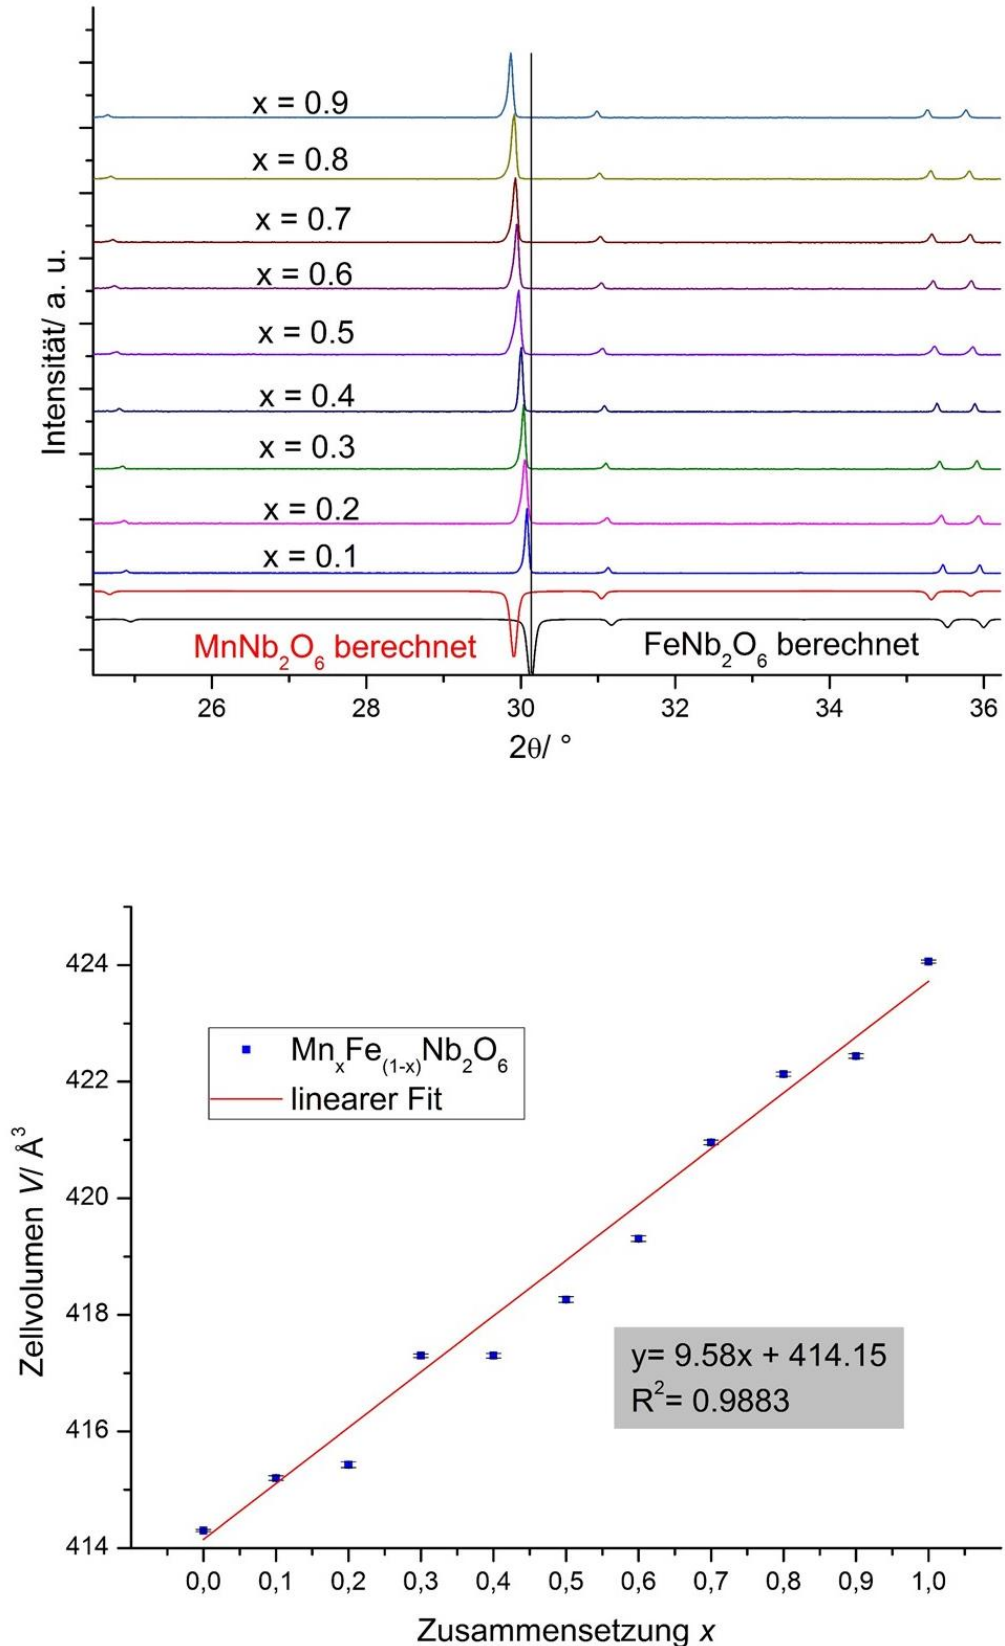 Intensität/ a. u.
x = 0.9
x = 0.8
x = 0.7
x = 0.6
x = 0.5
x = 0.4
x = 0.3
x = 0.2
x = 0.1
MnNb₂O₆ berechnet
FeNb₂O₆ berechnet
26 28 30 32 34 36
2θ/ °
Zellvolumen V/ Å³
424
422
420
418
416
414
MnₓFe₍₁₋ₓ₎Nb₂O₆
linearer Fit
y= 9.58x + 414.15
R²= 0.9883
0,0 0,1 0,2 0,3 0,4 0,5 0,6 0,7 0,8 0,9 1,0
Zusammensetzung x